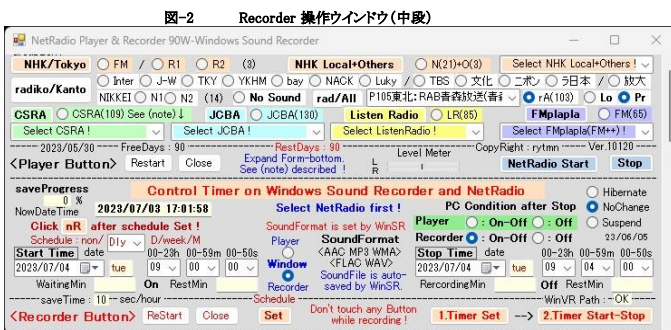 図-2 Recorder 操作ウインドウ(中段)
NetRadio Player & Recorder 90W-Windows Sound Recorder
NHK/Tokyo FM / R1 R2 (3) NHK Local+Others N(21)+O(3) Select NHK Local+Others !
radiko/Kanto Inter J-W TKY YKHM bay NACK Luky / TBS 文化 ニポン ラ日本 / 放大
NIKKEI N1 N2 (14) No Sound rad/All P105東北:RAB青森放送(青森 rA(103) Lo Pr
CSRA CSRA(109) See (note)↓ JCBA JCBA(130) Listen Radio LR(85) FMplapla FM(65)
Select CSRA ! Select JCBA ! Select ListenRadio ! Select FMplapla(FM++) !
2023/05/30 ---- FreeDays : 90 ---- RestDays : 90 ---- Level Meter CopyRight : rytmn ---- Ver.10120 ----
<Player Button> Restart Close Expand Form-bottom. See (note) described ! L R NetRadio Start Stop
saveProgress Control Timer on Windows Sound Recorder and NetRadio Hibernate
0 %
NowDateTime 2023/07/03 17:01:58 Select NetRadio first ! PC Condition after Stop NoChange
Click nR after schedule Set ! SoundFormat is set by WinSR Player : On-Off : Off Suspend
Schedule : non/ Dly D/week/M Player SoundFormat Recorder : On-Off : Off 23/06/05
Start Time date 00-23h 00-59m 00-50s <AAC MP3 WMA> Stop Time date 00-23h 00-59m 00-50s
2023/07/04 tue 09 00 00 Window <FLAC WAV> 2023/07/04 tue 09 04 00
WaitingMin On RestMin Recorder SoundFile is auto-saved by WinSR. RercordingMin Off RestMin
saveTime : 10 -- sec/hour ---- Schedule ---- WinVR Path : - OK ----
<Recorder Button> ReStart Close Set Don't touch any Button while recording ! 1.Timer Set --> 2.Timer Start-Stop